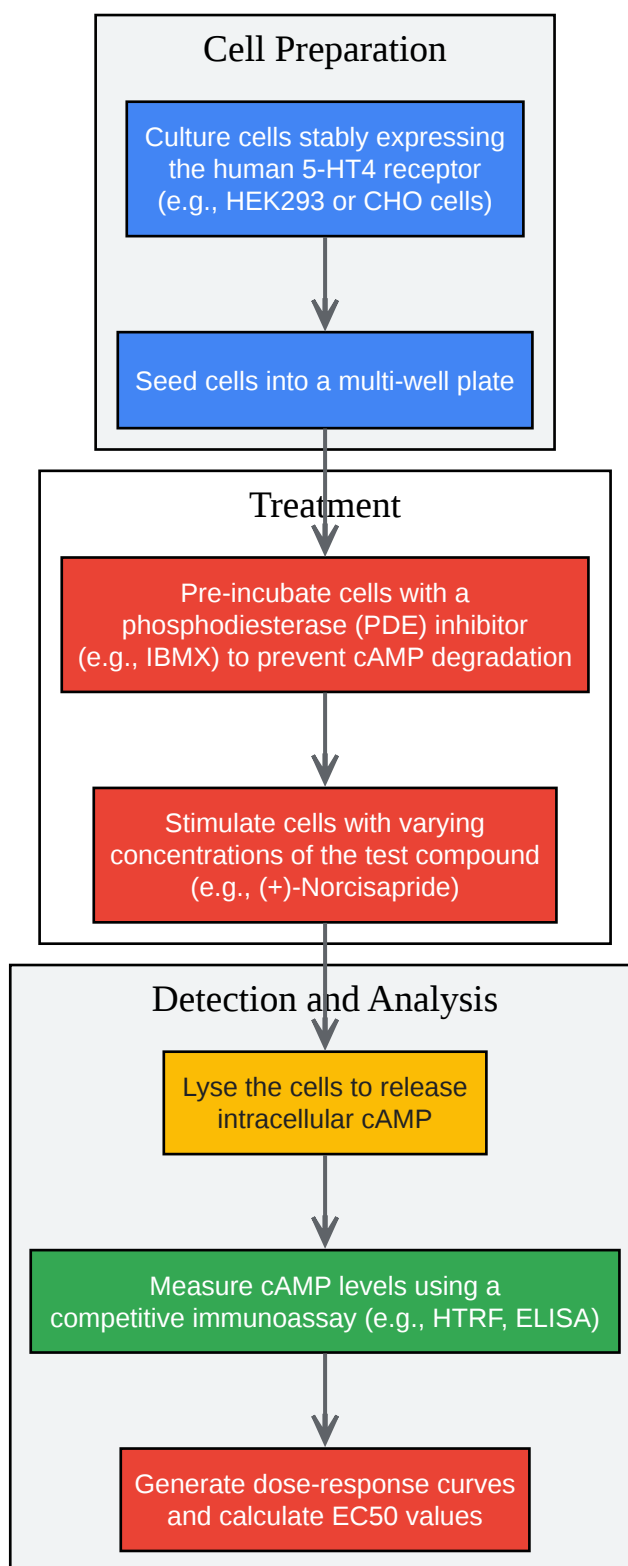 Cell Preparation
Culture cells stably expressing
the human 5-HT4 receptor
(e.g., HEK293 or CHO cells)
Seed cells into a multi-well plate
Treatment
Pre-incubate cells with a
phosphodiesterase (PDE) inhibitor
(e.g., IBMX) to prevent cAMP degradation
Stimulate cells with varying
concentrations of the test compound
(e.g., (+)-Norcisapride)
Detection and Analysis
Lyse the cells to release
intracellular cAMP
Measure cAMP levels using a
competitive immunoassay (e.g., HTRF, ELISA)
Generate dose-response curves
and calculate EC50 values